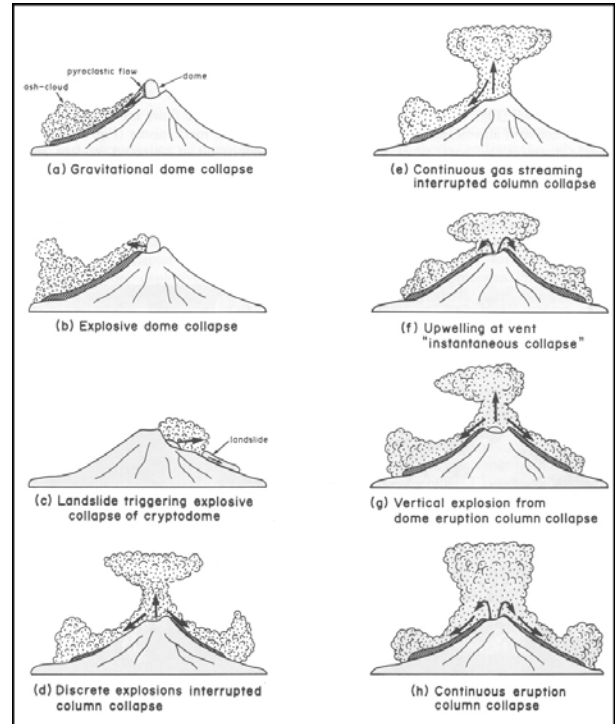 pyroclastic flow
dome
ash-cloud
(a) Gravitational dome collapse
(b) Explosive dome collapse
landslide
(c) Landslide triggering explosive
collapse of cryptodome
(d) Discrete explosions interrupted
column collapse
(e) Continuous gas streaming
interrupted column collapse
(f) Upwelling at vent
"instantaneous collapse"
(g) Vertical explosion from
dome eruption column collapse
(h) Continuous eruption
column collapse